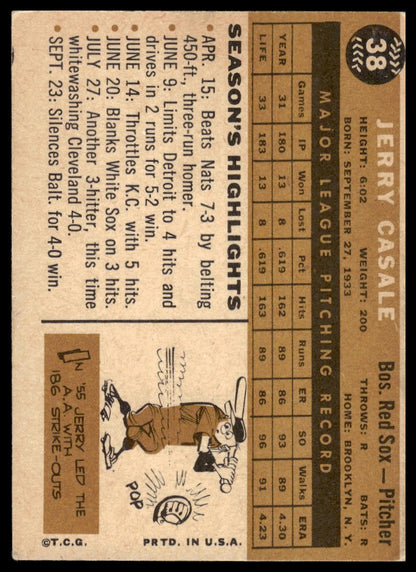 38
JERRY CASALE
Bos. Red Sox—Pitcher
HEIGHT: 6:02 WEIGHT: 200 THROWS: R BATS: R
BORN: SEPTEMBER 27, 1933 HOME: BROOKLYN, N. Y.
MAJOR LEAGUE PITCHING RECORD
YEAR Games IP Won Lost Pct Hits Runs ER SO Walks ERA
YEAR 31 180 13 8 .619 162 89 86 93 89 4.30
LIFE 33 183 13 8 .619 163 89 86 96 91 4.23
SEASON'S HIGHLIGHTS
• APR. 15: Beats Nats 7-3 by belting
450-ft., three-run homer.
• JUNE 9: Limits Detroit to 4 hits and
drives in 2 runs for 5-2 win.
• JUNE 14: Throttles K.C. with 5 hits.
• JUNE 20: Blanks White Sox on 3 hits.
• JULY 27: Another 3-hitter, this time
whitewashing Cleveland 4-0.
• SEPT. 23: Silences Balt. for 4-0 win.
POP
IN '55 JERRY LED THE
A.A. WITH
186 STRIKE-OUTS
©T.C.G. PRTD. IN U.S.A.